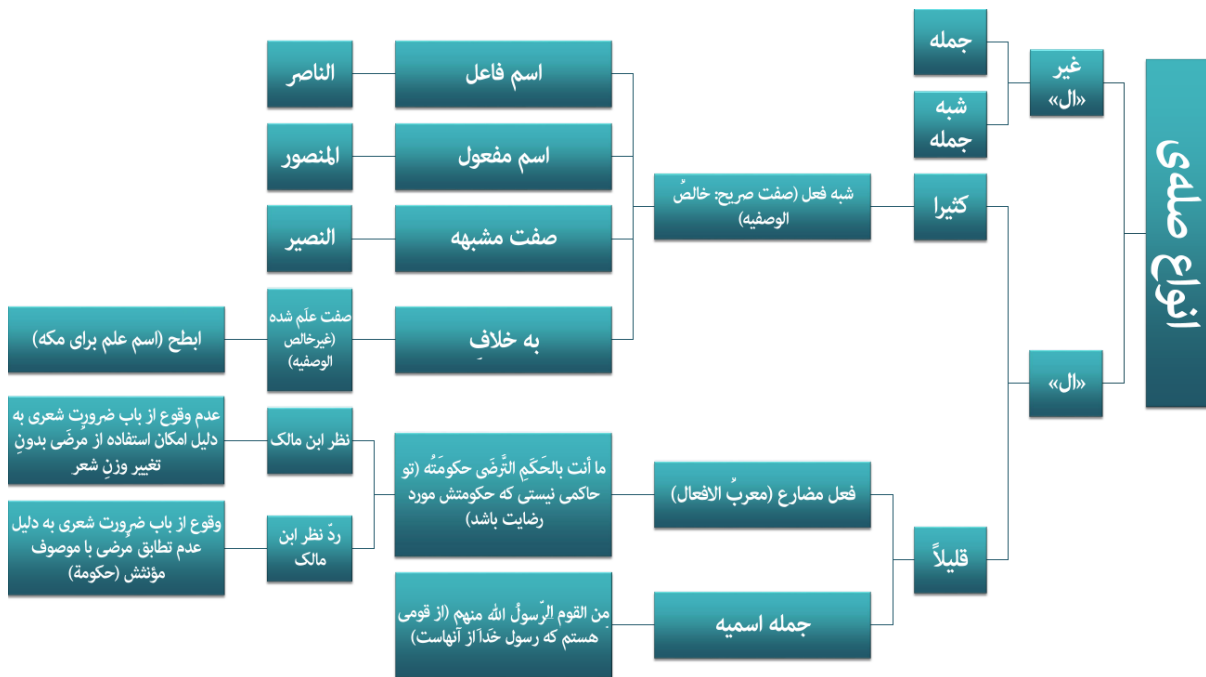 انواع صله‌ی
غیر
«ال»
جمله
شبه
جمله
«ال»
کثیرا
شبه فعل (صفت صریح: خالصُ
الوصفیه)
اسم فاعل
الناصر
اسم مفعول
المنصور
صفت مشبهه
النصیر
به خلافِ
صفت علَم شده
(غیرخالص
الوصفیه)
ابطح (اسم علم برای مکه)
قلیلاً
فعل مضارع (معربُ الافعال)
ما أنت بالحَکَمِ التَّرضَی حکومَتُه (تو
حاکمی نیستی که حکومتش مورد
رضایت باشد)
نظر ابن مالک
عدم وقوع از باب ضرورت شعری به
دلیل امکان استفاده از مُرضَی بدونِ
تغییر وزنِ شعر
ردّ نظر ابن
مالک
وقوع از باب ضرورت شعری به دلیل
عدم تطابق مُرضی با موصوف
مؤنثش (حکومة)
جمله اسمیه
مِن القوم الرّسولُ الله منهم (از قومی
هستم که رسول خدا از آنهاست)